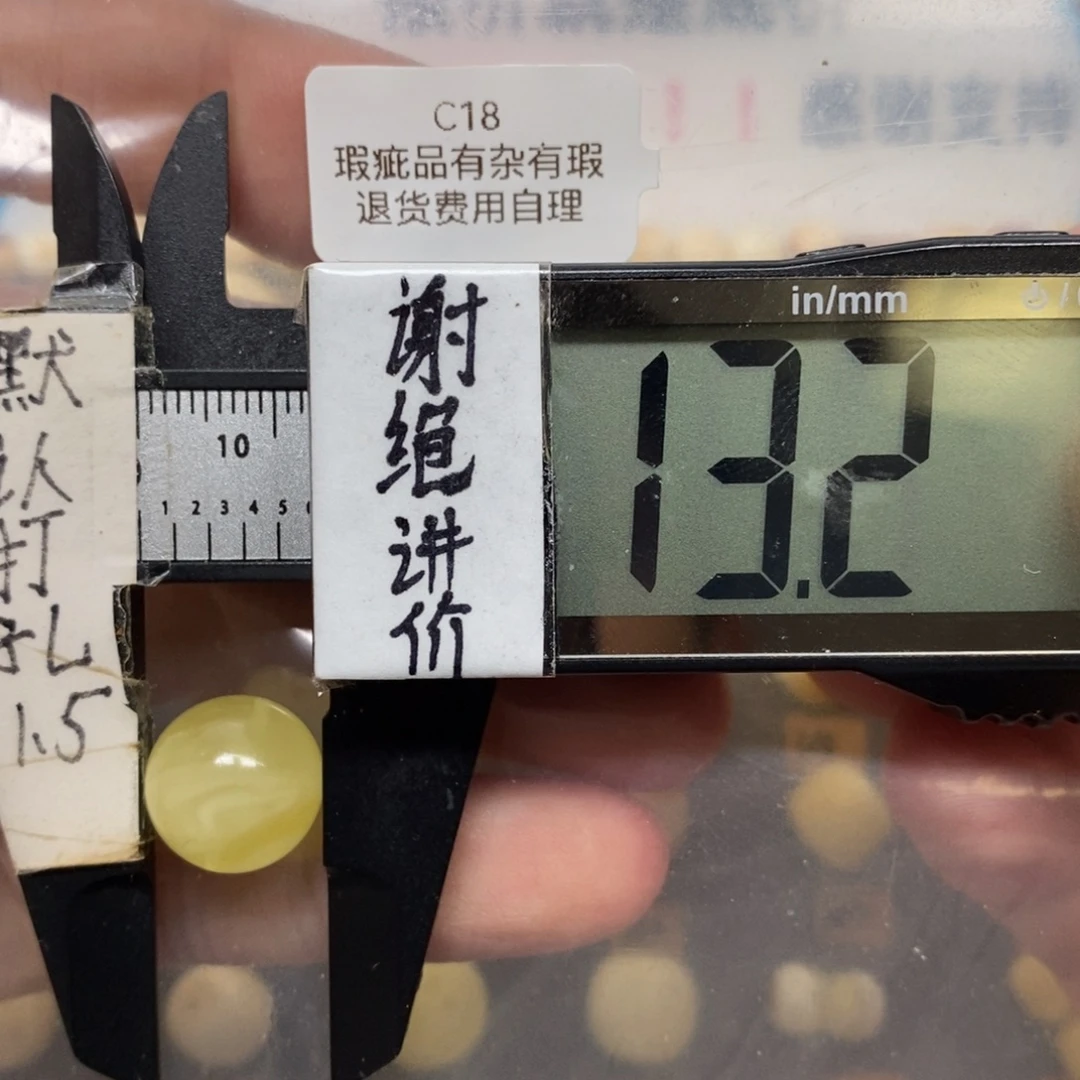 C18
瑕疵品有杂有瑕
退货费用自理
谢
绝
讲
价
in/mm
13.2
默
认
打
孔
1.5
10
1 2 3 4 5